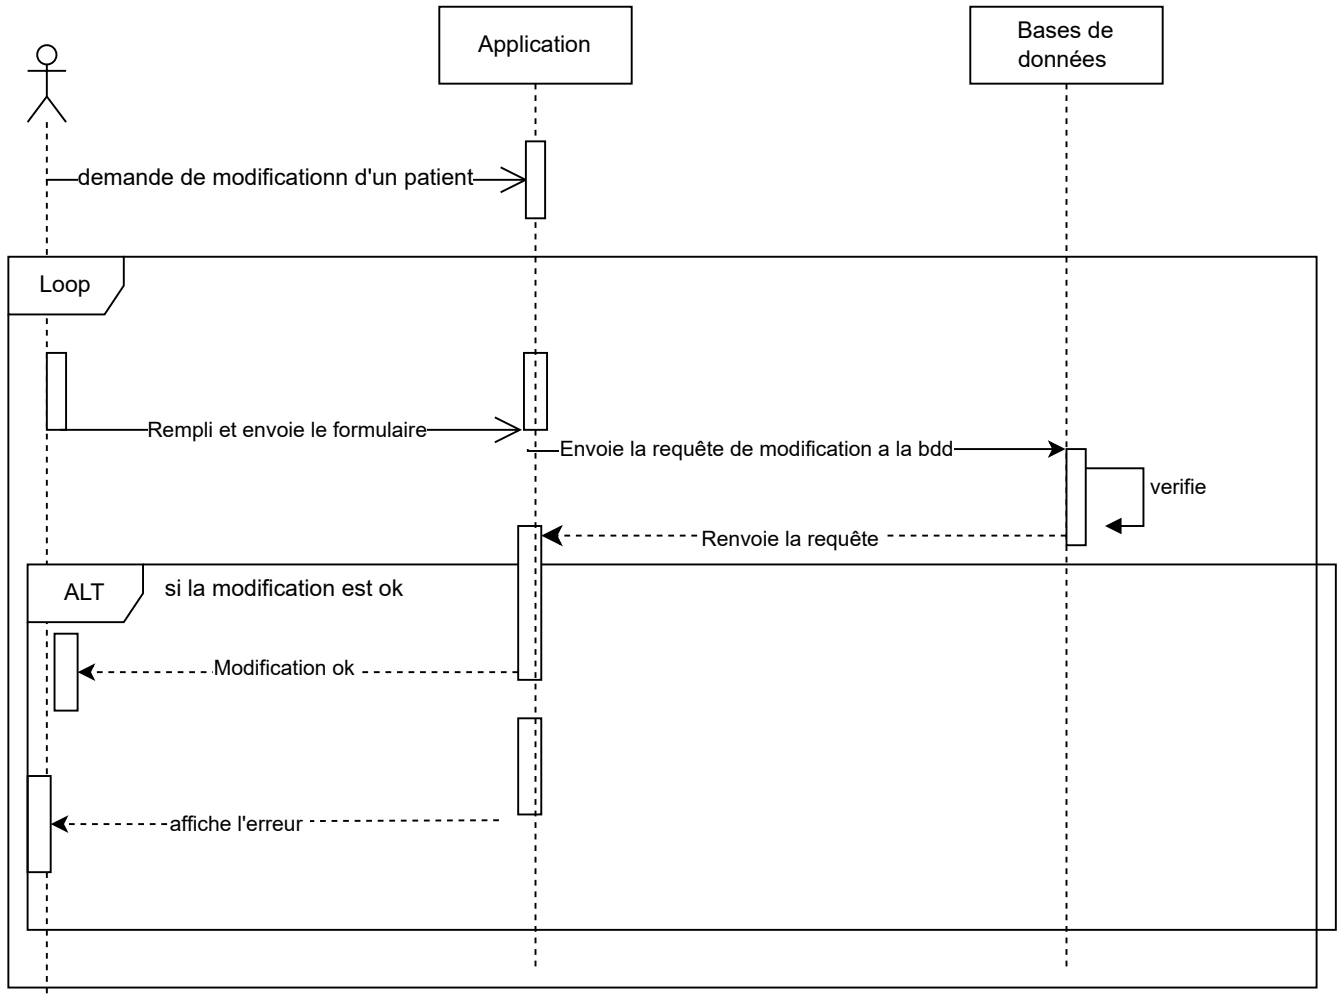 Application
Bases de
données
demande de modificationn d'un patient
Loop
Rempli et envoie le formulaire
Envoie la requête de modification a la bdd
verifie
Renvoie la requête
ALT
si la modification est ok
Modification ok
affiche l'erreur